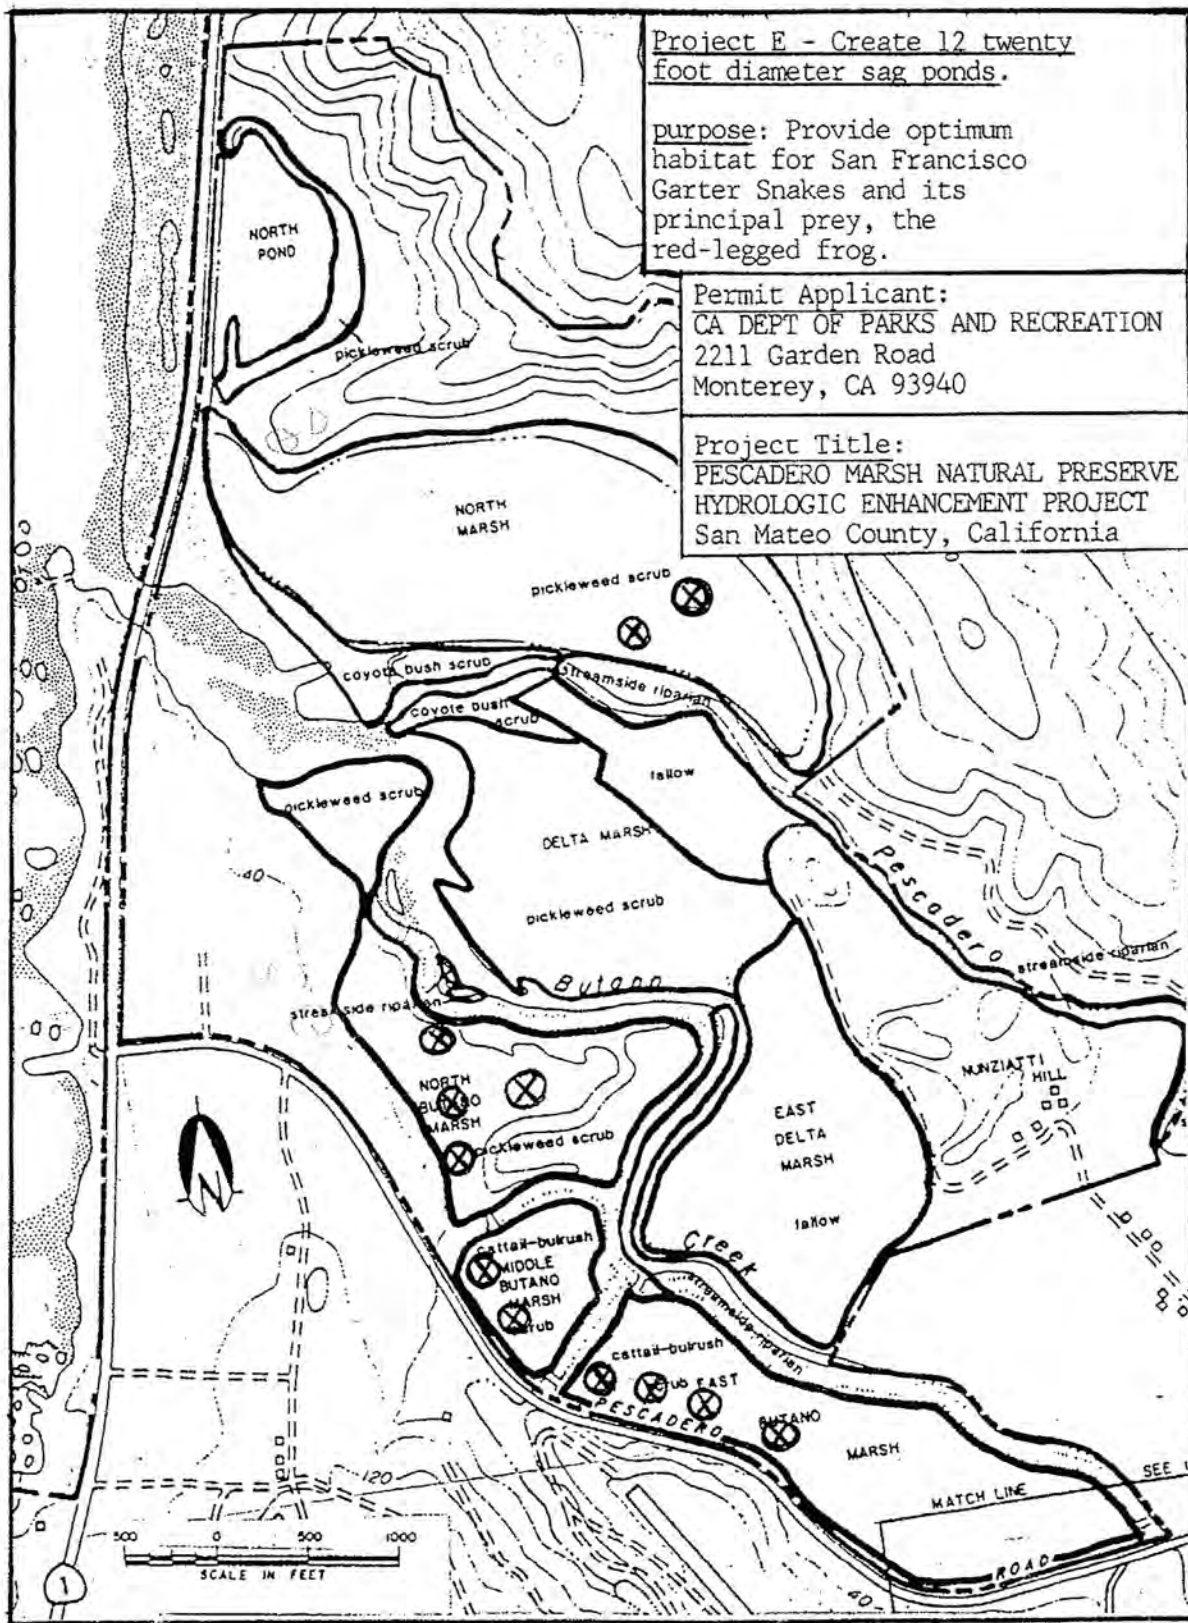 Project E - Create 12 twenty
foot diameter sag ponds.
purpose: Provide optimum
habitat for San Francisco
Garter Snakes and its
principal prey, the
red-legged frog.
Permit Applicant:
CA DEPT OF PARKS AND RECREATION
2211 Garden Road
Monterey, CA 93940
Project Title:
PESCADERO MARSH NATURAL PRESERVE
HYDROLOGIC ENHANCEMENT PROJECT
San Mateo County, California
NORTH
POND
pickleweed scrub
NORTH
MARSH
pickleweed scrub
coyote bush scrub
streamside riparian
coyote bush
scrub
fallow
pickleweed scrub
DELTA MARSH
pickleweed scrub
40
Pescadero
streamside riparian
Butano
streamside riparian
NORTH
BUTANO
MARSH
pickleweed scrub
NUNZIATTI
HILL
EAST
DELTA
MARSH
fallow
N
Creek
cattail-bulrush
MIDDLE
BUTANO
MARSH
scrub
streamside riparian
cattail-bulrush
EAST
BUTANO
MARSH
PESCADERO
ROAD
120
MATCH LINE
SEE
40
500 0 500 1000
SCALE IN FEET
1